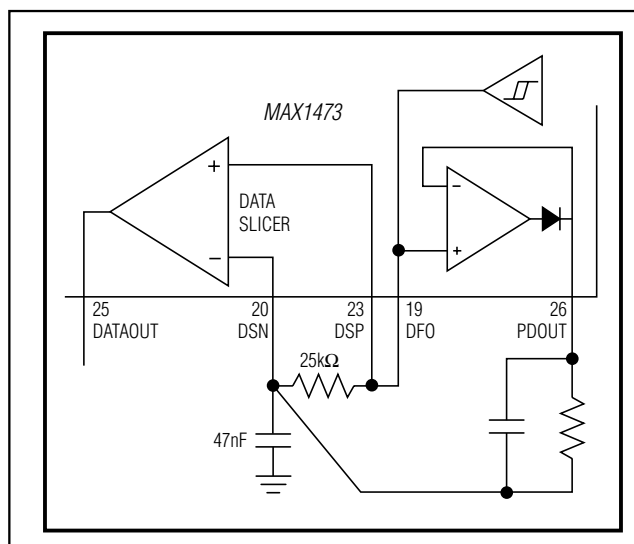 MAX1473
+
−
DATA
SLICER
−
+
25
DATAOUT
20
DSN
23
DSP
19
DFO
26
PDOUT
25kΩ
47nF